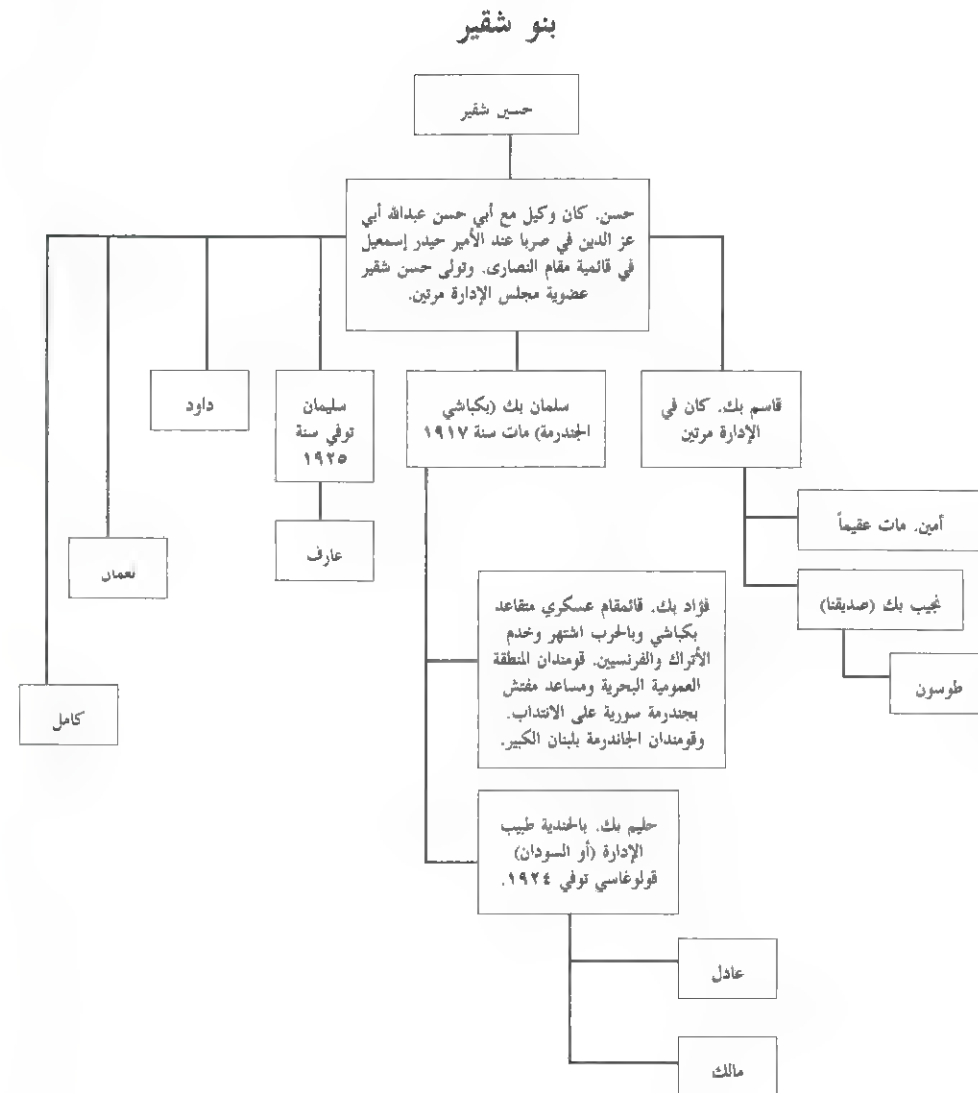 بنو شقير
حسين شقير
حسن. كان وكيل مع أبي حسن عبدالله أبي
عز الدين في صربا عند الأمير حيدر إسمعيل
في قائمية مقام النصارى. وتولى حسن شقير
عضوية مجلس الإدارة مرتين.
قاسم بك. كان في
الإدارة مرتين
سلمان بك (بكباشي
الجندرمة) مات سنة ١٩١٧
سليمان
توفي سنة
١٩٢٥
داود
أمين. مات عقيماً
عارف
نعمان
نجيب بك (صديقنا)
فؤاد بك. قائمقام عسكري متقاعد
بكباشي وبالحرب اشتهر وخدم
الأتراك والفرنسيين. قومندان المنطقة
العمومية البحرية ومساعد مفتش
بجندرمة سورية على الانتداب.
وقومندان الجاندرمة بلبنان الكبير.
طوسون
كامل
حليم بك. بالجندية طبيب
الإدارة (أو السودان)
قولوغاسي توفي ١٩٢٤.
عادل
مالك